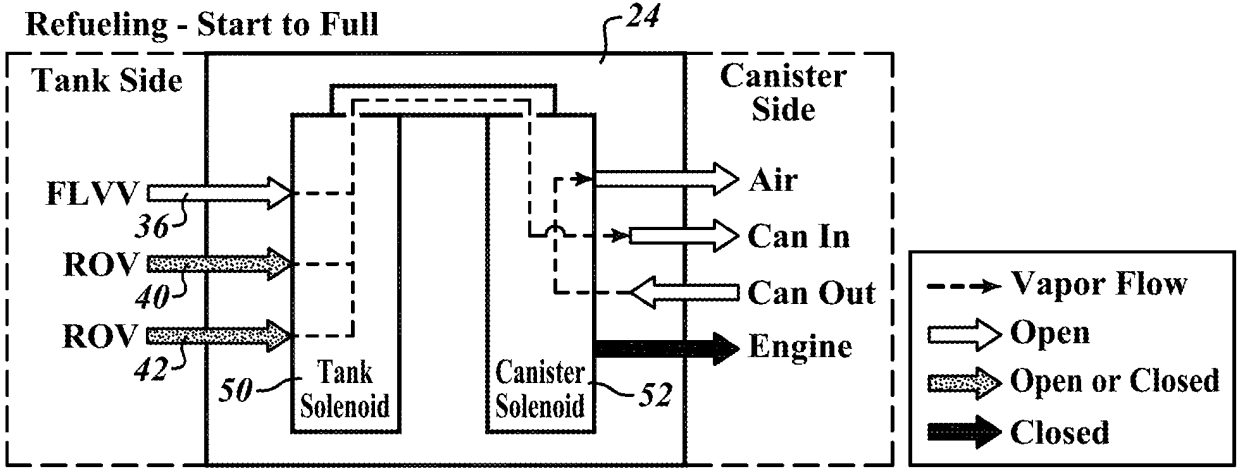 Refueling - Start to Full
24
Tank Side
Canister
Side
FLVV
36
ROV
40
ROV
42
50
Tank
Solenoid
Canister
Solenoid
52
Air
Can In
Can Out
Engine
Vapor Flow
Open
Open or Closed
Closed